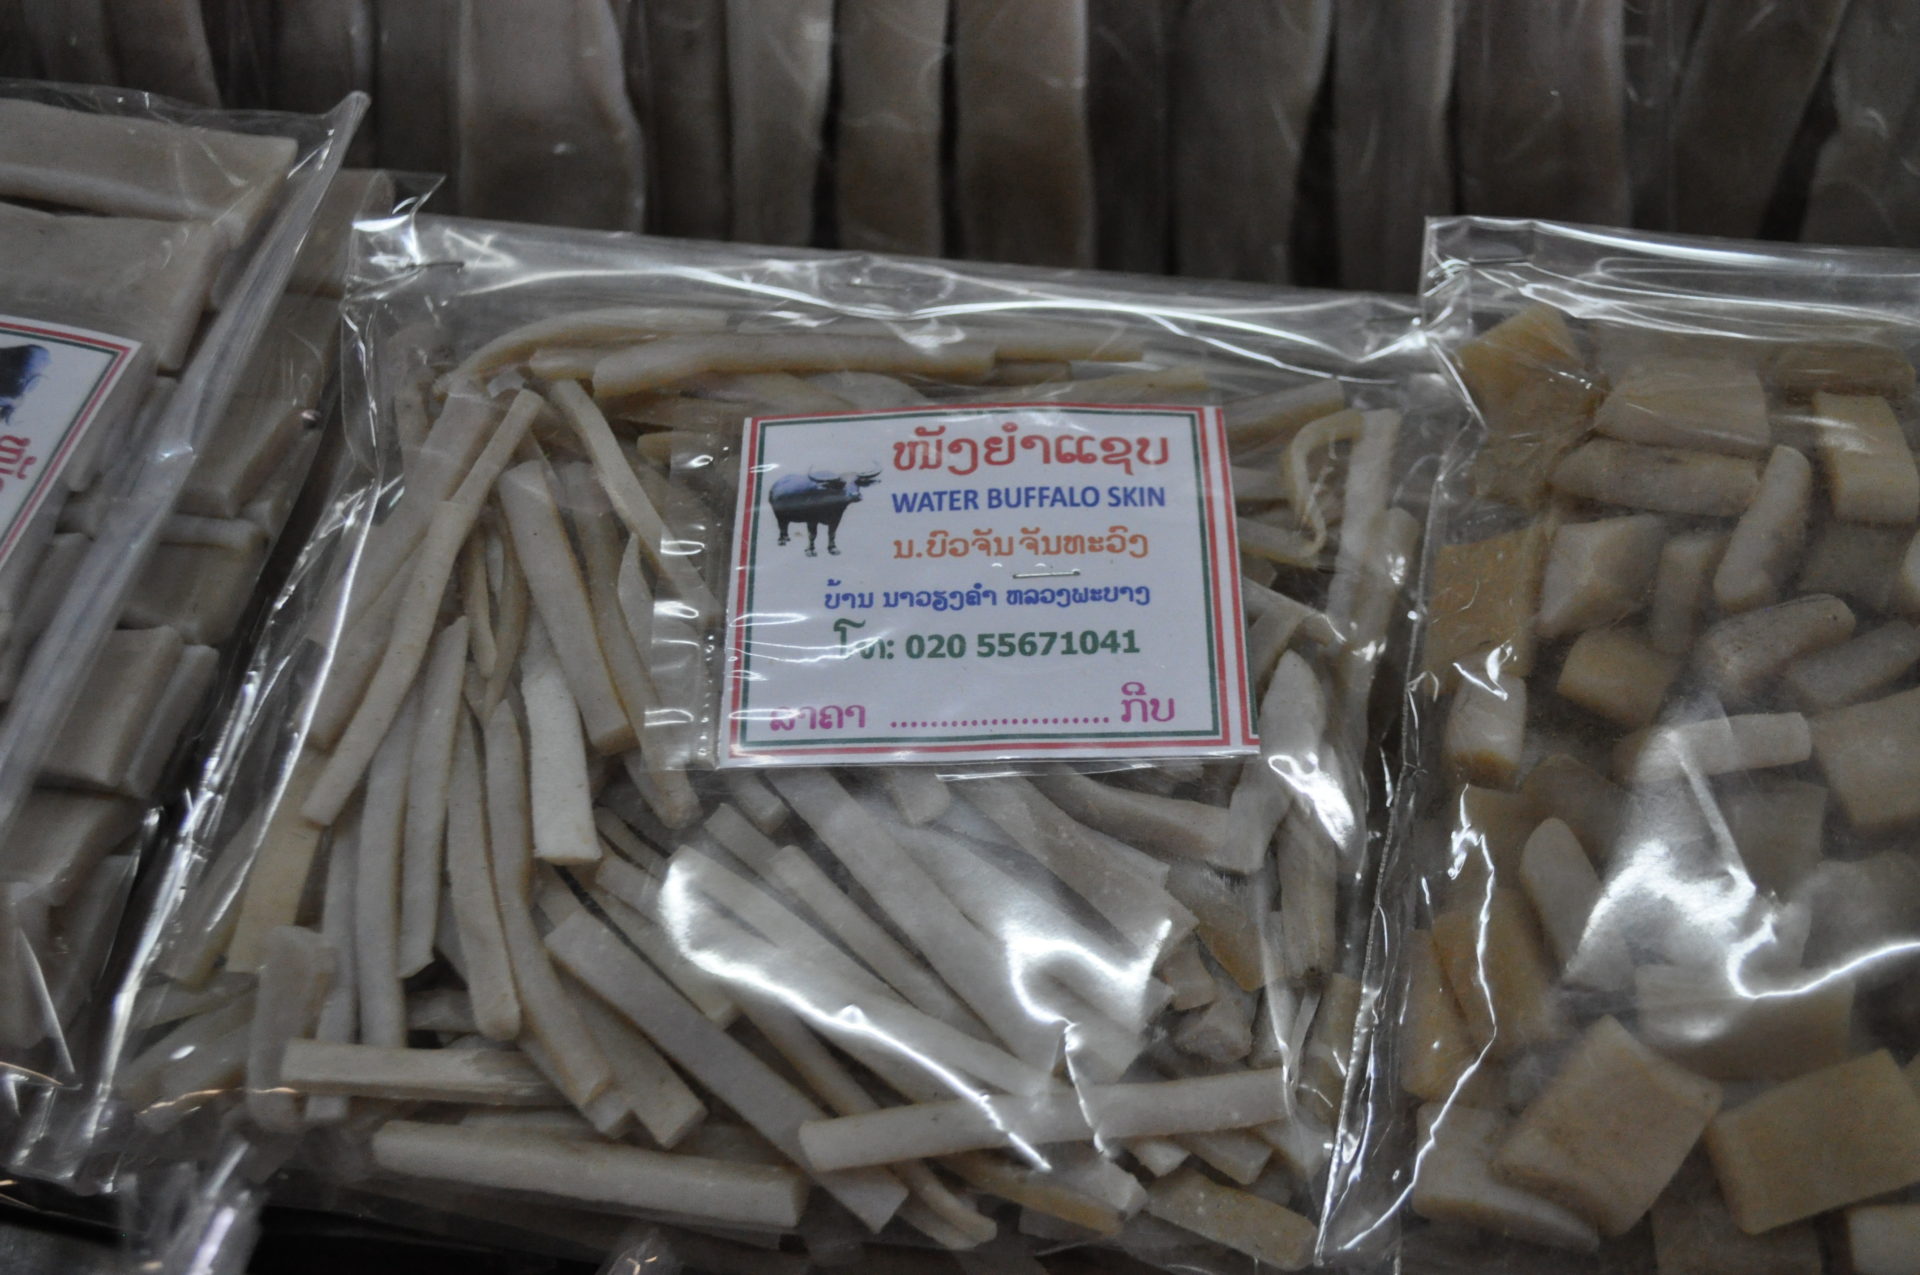 ໜັງຍຳແຊບ
WATER BUFFALO SKIN
ນ.ບົວຈັນ ຈັນທະວົງ
ບ້ານ ນາວຽງຄຳ ຫລວງພະບາງ
ໂທ: 020 55671041
ລາຄາ ...................... ກີບ